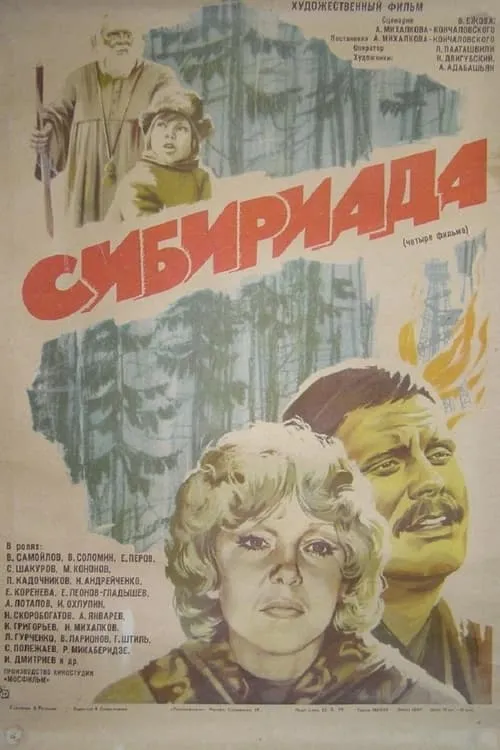 ХУДОЖЕСТВЕННЫЙ ФИЛЬМ
Сценарий В. ЕЖОВА,
А. МИХАЛКОВА-КОНЧАЛОВСКОГО
Постановка А. МИХАЛКОВА-КОНЧАЛОВСКОГО
Оператор Л. ПААТАШВИЛИ
Художники: Н. ДВИГУБСКИЙ,
А. АДАБАШЬЯН
СИБИРИАДА
(четыре фильма)
В ролях:
В. САМОЙЛОВ, В. СОЛОМИН, Е. ПЕРОВ,
С. ШАКУРОВ, М. КОНОНОВ,
П. КАДОЧНИКОВ, Н. АНДРЕЙЧЕНКО,
Е. КОРЕНЕВА, Е. ЛЕОНОВ-ГЛАДЫШЕВ,
А. ПОТАПОВ, И. ОХЛУПИН,
Н. СКОРОБОГАТОВ, А. ЯНВАРЕВ,
К. ГРИГОРЬЕВ, Н. МИХАЛКОВ,
Л. ГУРЧЕНКО, В. ЛАРИОНОВ, Г. ШТИЛЬ,
С. ПОЛЕЖАЕВ, Р. МИКАБЕРИДЗЕ,
И. ДМИТРИЕВ и др.
ПРОИЗВОДСТВО КИНОСТУДИИ
«МОСФИЛЬМ»